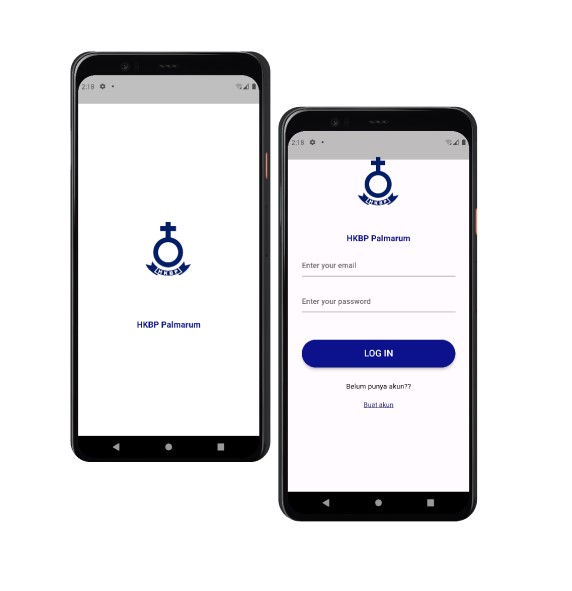 2:18
HKBP
HKBP Palmarum
2:18
HKBP
HKBP Palmarum
Enter your email
Enter your password
LOG IN
Belum punya akun??
Buat akun